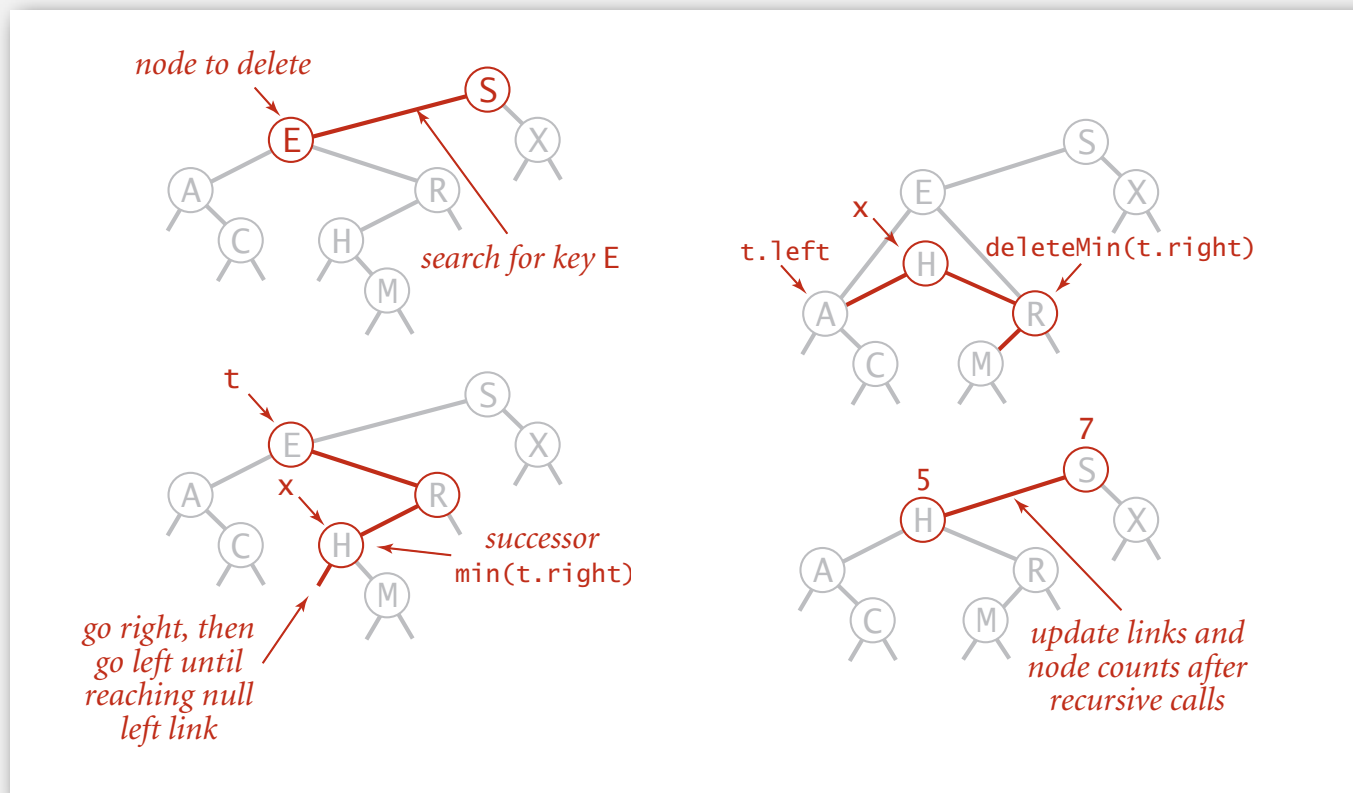 node to delete
S
E
X
A
R
C
H
search for key E
M
t
S
E
X
x
A
R
C
H
successor
min(t.right)
M
go right, then
go left until
reaching null
left link
S
E
X
x
t.left
H
deleteMin(t.right)
A
R
C
M
7
5
S
H
X
A
R
C
M
update links and
node counts after
recursive calls